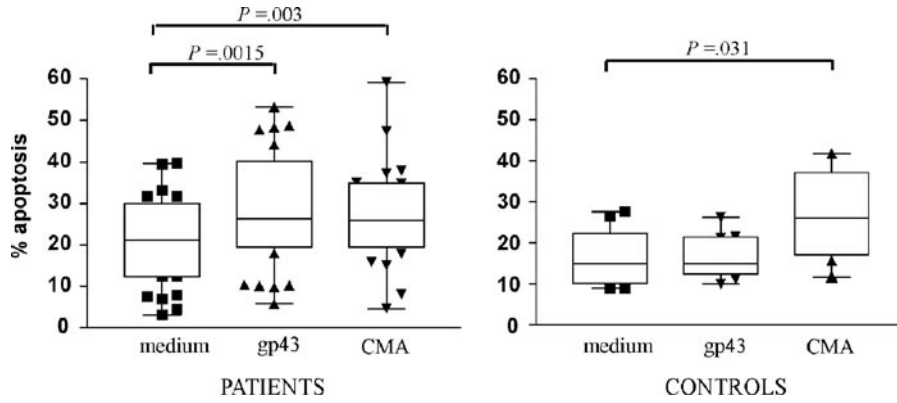 P =.003
P =.0015
60
50
40
30
20
10
0
% apoptosis
medium gp43 CMA
PATIENTS
P =.031
60
50
40
30
20
10
0
medium gp43 CMA
CONTROLS